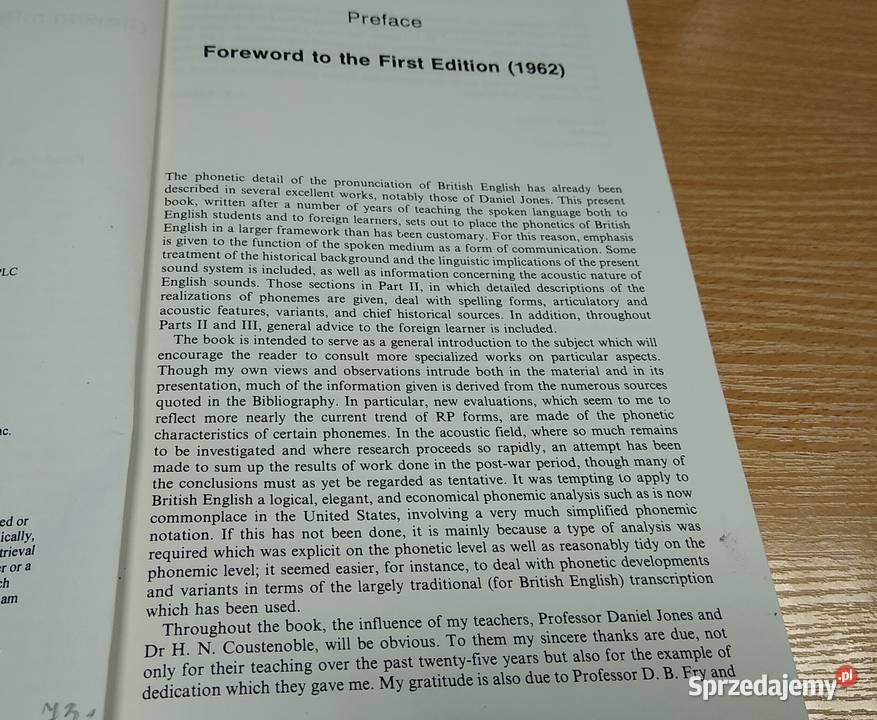 Preface
Foreword to the First Edition (1962)
The phonetic detail of the pronunciation of British English has already been
described in several excellent works, notably those of Daniel Jones. This present
book, written after a number of years of teaching the spoken language both to
English students and to foreign learners, sets out to place the phonetics of British
English in a larger framework than has been customary. For this reason, emphasis
is given to the function of the spoken medium as a form of communication. Some
treatment of the historical background and the linguistic implications of the present
sound system is included, as well as information concerning the acoustic nature of
English sounds. Those sections in Part II, in which detailed descriptions of the
realizations of phonemes are given, deal with spelling forms, articulatory and
acoustic features, variants, and chief historical sources. In addition, throughout
Parts II and III, general advice to the foreign learner is included.
The book is intended to serve as a general introduction to the subject which will
encourage the reader to consult more specialized works on particular aspects.
Though my own views and observations intrude both in the material and in its
presentation, much of the information given is derived from the numerous sources
quoted in the Bibliography. In particular, new evaluations, which seem to me to
reflect more nearly the current trend of RP forms, are made of the phonetic
characteristics of certain phonemes. In the acoustic field, where so much remains
to be investigated and where research proceeds so rapidly, an attempt has been
made to sum up the results of work done in the post-war period, though many of
the conclusions must as yet be regarded as tentative. It was tempting to apply to
British English a logical, elegant, and economical phonemic analysis such as is now
commonplace in the United States, involving a very much simplified phonemic
notation. If this has not been done, it is mainly because a type of analysis was
required which was explicit on the phonetic level as well as reasonably tidy on the
phonemic level; it seemed easier, for instance, to deal with phonetic developments
and variants in terms of the largely traditional (for British English) transcription
which has been used.
Throughout the book, the influence of my teachers, Professor Daniel Jones and
Dr H. N. Coustenoble, will be obvious. To them my sincere thanks are due, not
only for their teaching over the past twenty-five years but also for the example of
dedication which they gave me. My gratitude is also due to Professor D. B. Fry and
PLC
nc.
ed or
ically,
trieval
er or a
ch
am
Sprzedajemy.pl